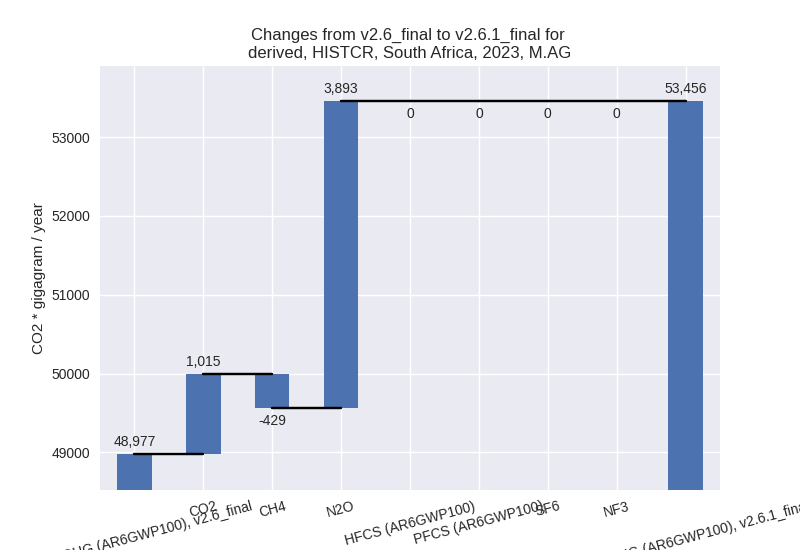 Changes from v2.6_final to v2.6.1_final for
derived, HISTCR, South Africa, 2023, M.AG
3,893
53,456
53000
0 0 0 0
52000
CO2 * gigagram / year
51000
50000
1,015
-429
48,977
49000
(AR6GWP100), v2.6_final
CO2
CH4
N2O
HFCS (AR6GWP100)
PFCS (AR6GWP100)
SF6
NF3
(AR6GWP100), v2.6.1_final